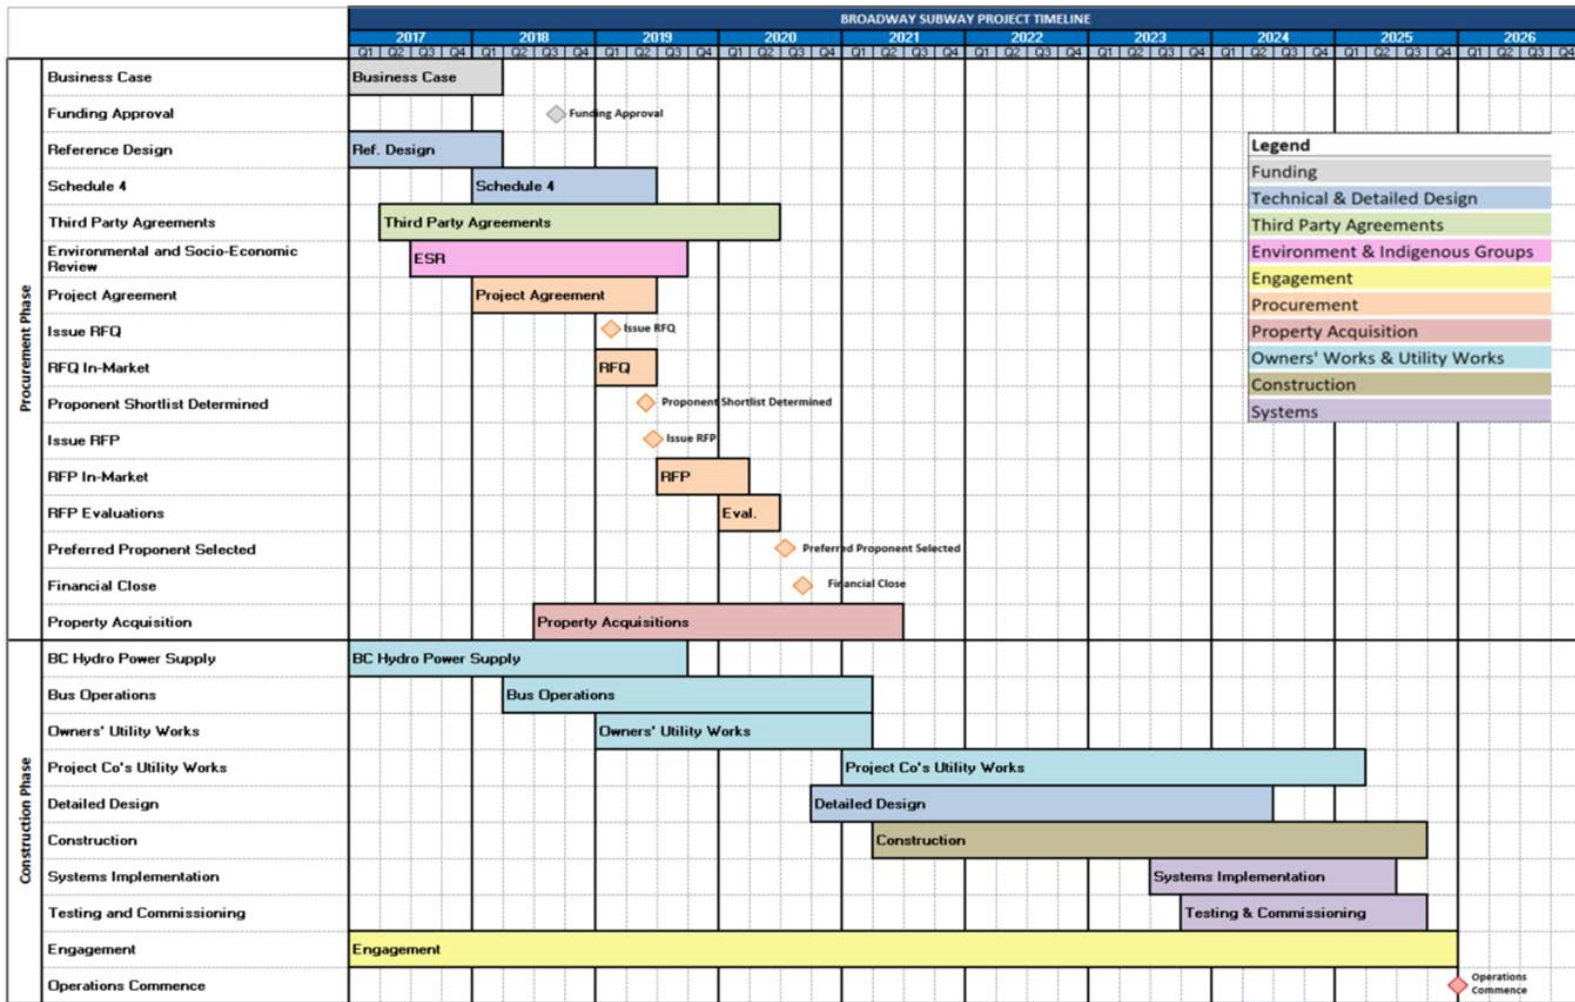 BROADWAY SUBWAY PROJECT TIMELINE
2017 2018 2019 2020 2021 2022 2023 2024 2025 2026
Q1 Q2 Q3 Q4 Q1 Q2 Q3 Q4 Q1 Q2 Q3 Q4 Q1 Q2 Q3 Q4 Q1 Q2 Q3 Q4 Q1 Q2 Q3 Q4 Q1 Q2 Q3 Q4 Q1 Q2 Q3 Q4 Q1 Q2 Q3 Q4 Q1 Q2 Q3 Q4
Procurement Phase
Business Case Business Case
Funding Approval Funding Approval
Reference Design Ref. Design
Schedule 4 Schedule 4
Third Party Agreements Third Party Agreements
Environmental and Socio-Economic
Review
ESR
Project Agreement Project Agreement
Issue RFQ Issue RFQ
RFQ In-Market RFQ
Proponent Shortlist Determined Proponent Shortlist Determined
Issue RFP Issue RFP
RFP In-Market RFP
RFP Evaluations Eval.
Preferred Proponent Selected Preferred Proponent Selected
Financial Close Financial Close
Property Acquisition Property Acquisitions
Legend
Funding
Technical & Detailed Design
Third Party Agreements
Environment & Indigenous Groups
Engagement
Procurement
Property Acquisition
Owners' Works & Utility Works
Construction
Systems
Construction Phase
BC Hydro Power Supply BC Hydro Power Supply
Bus Operations Bus Operations
Owners' Utility Works Owners' Utility Works
Project Co's Utility Works Project Co's Utility Works
Detailed Design Detailed Design
Construction Construction
Systems Implementation Systems Implementation
Testing and Commissioning Testing & Commissioning
Engagement Engagement
Operations Commence Operations
Commence